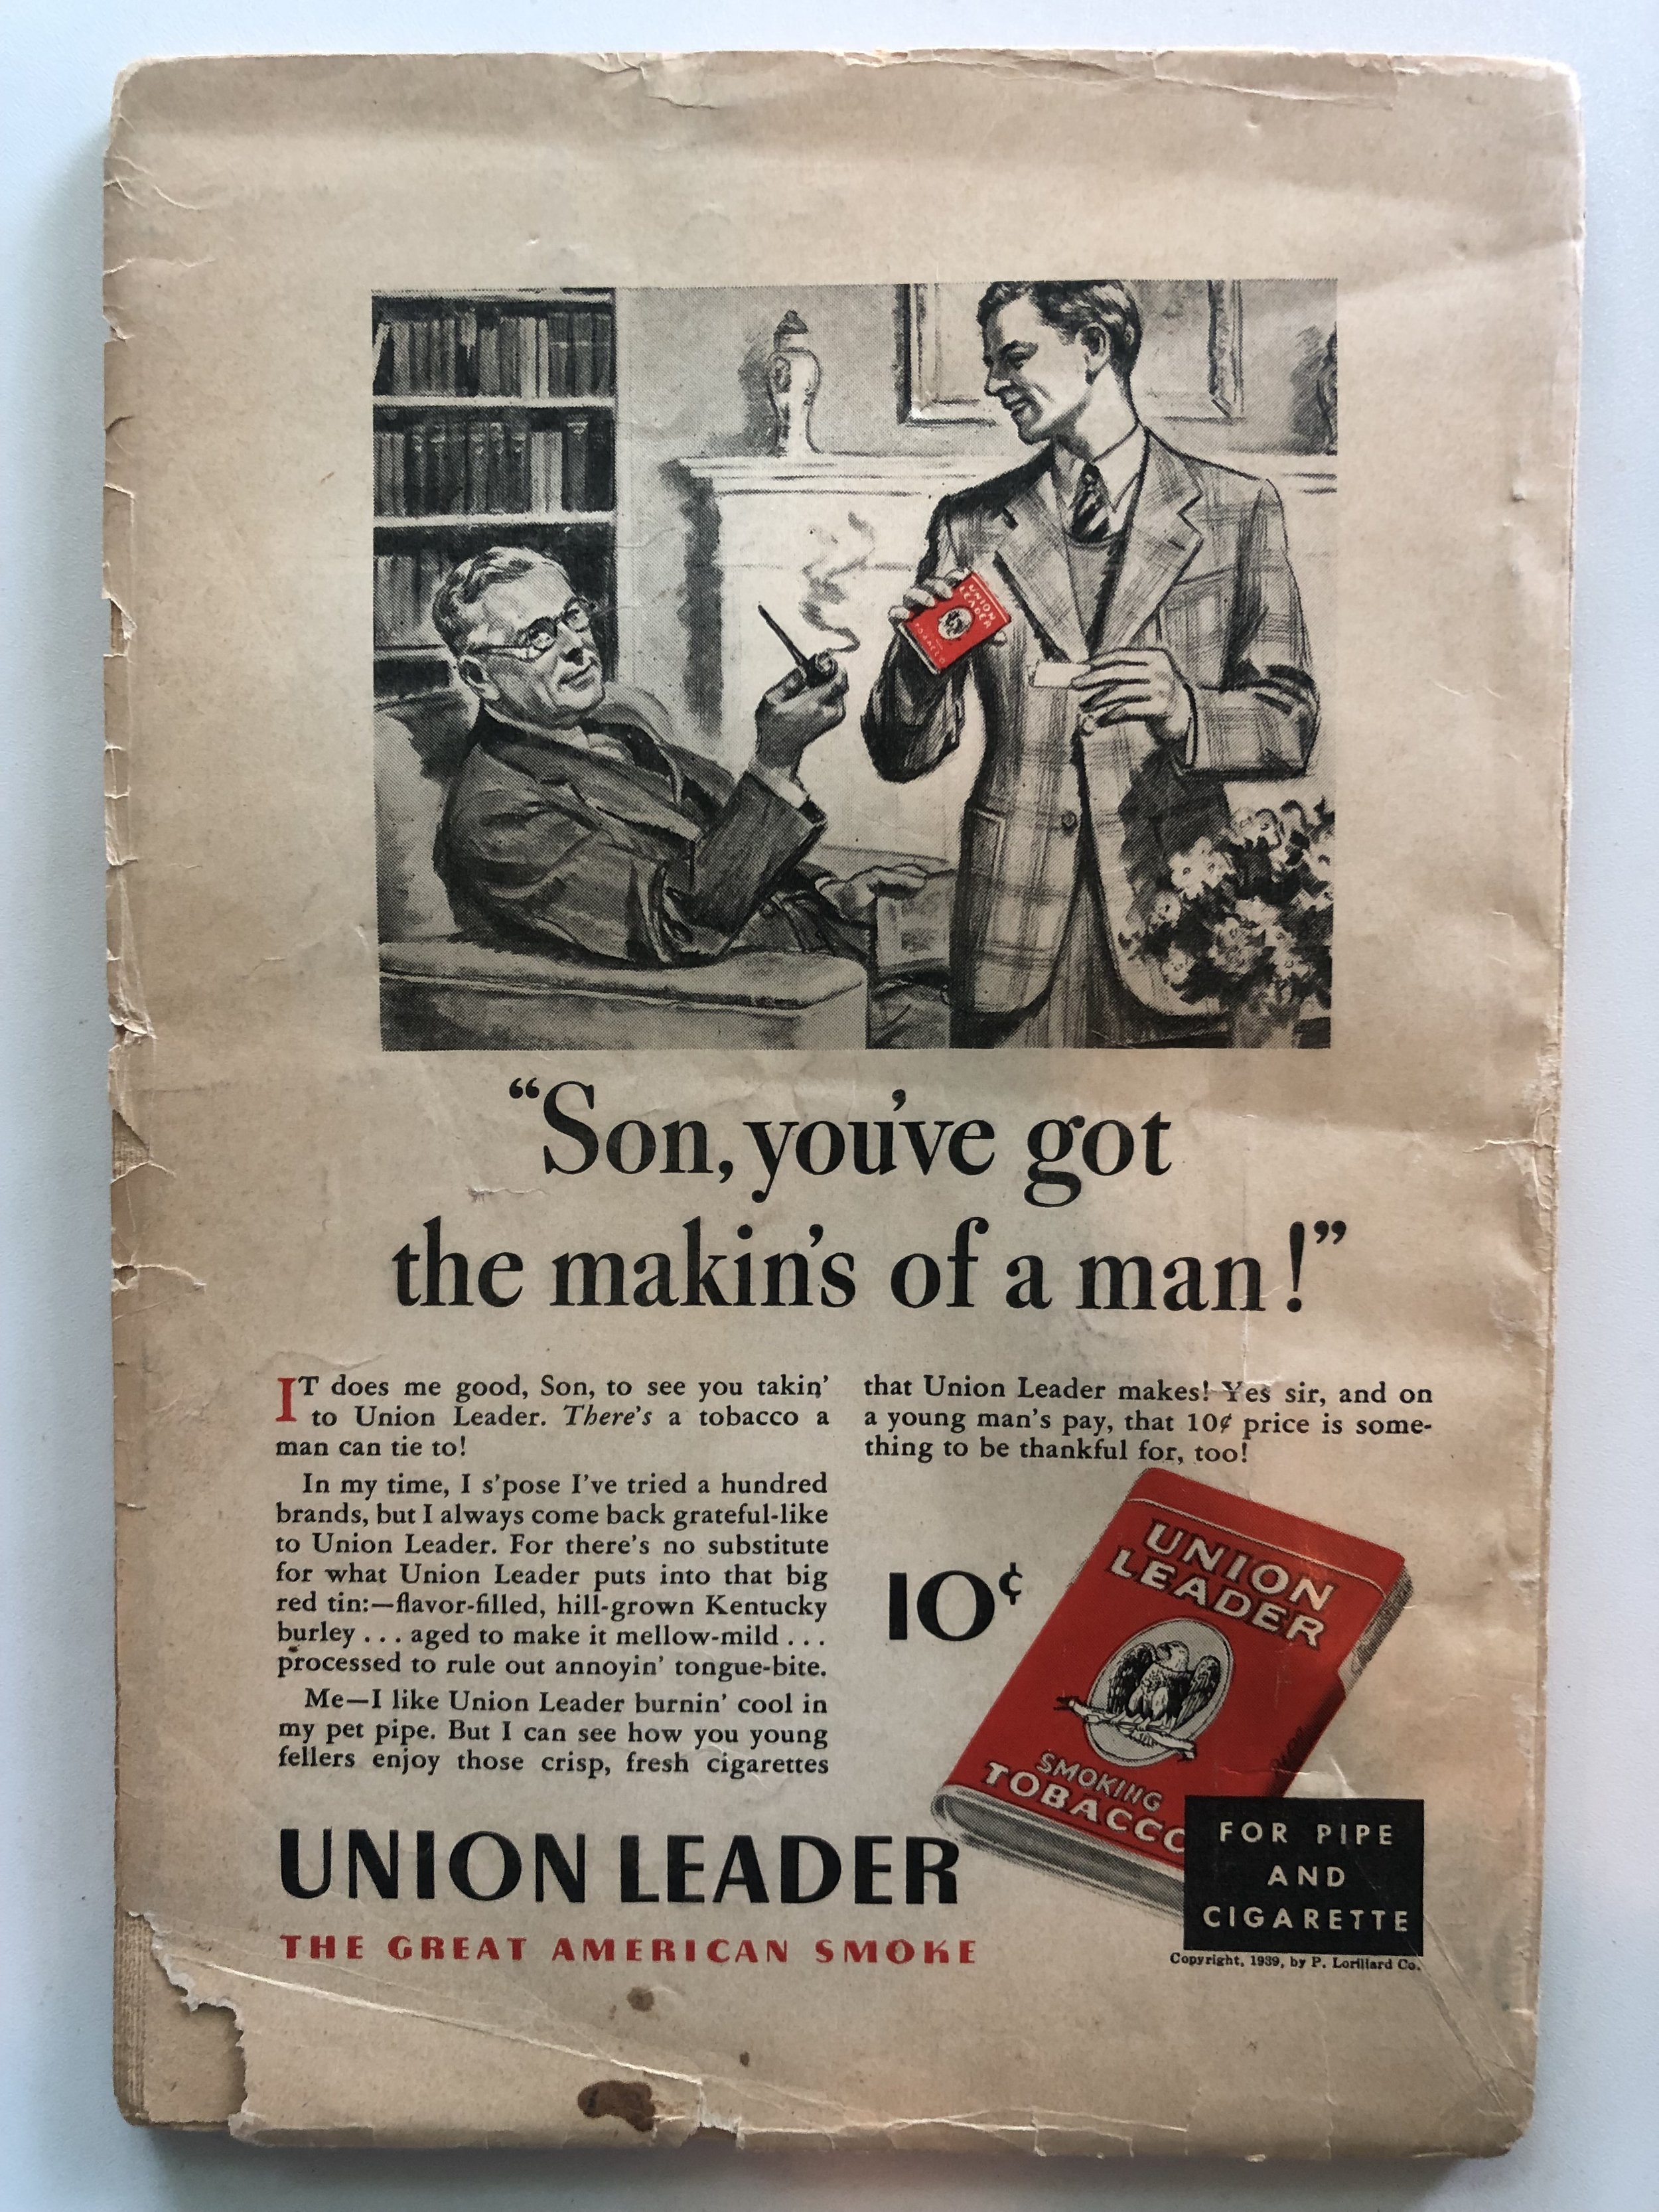 UNION
LEADER
TOBACCO
“Son, you've got
the makin's of a man!”
IT does me good, Son, to see you takin'
to Union Leader. There's a tobacco a
man can tie to!
In my time, I s'pose I've tried a hundred
brands, but I always come back grateful-like
to Union Leader. For there's no substitute
for what Union Leader puts into that big
red tin:—flavor-filled, hill-grown Kentucky
burley . . . aged to make it mellow-mild . . .
processed to rule out annoyin' tongue-bite.
Me—I like Union Leader burnin' cool in
my pet pipe. But I can see how you young
fellers enjoy those crisp, fresh cigarettes
that Union Leader makes! Yes sir, and on
a young man's pay, that 10¢ price is some-
thing to be thankful for, too!
10¢
UNION
LEADER
SMOKING
TOBACCO
FOR PIPE
AND
CIGARETTE
UNION LEADER
THE GREAT AMERICAN SMOKE
Copyright, 1939, by P. Lorillard Co.